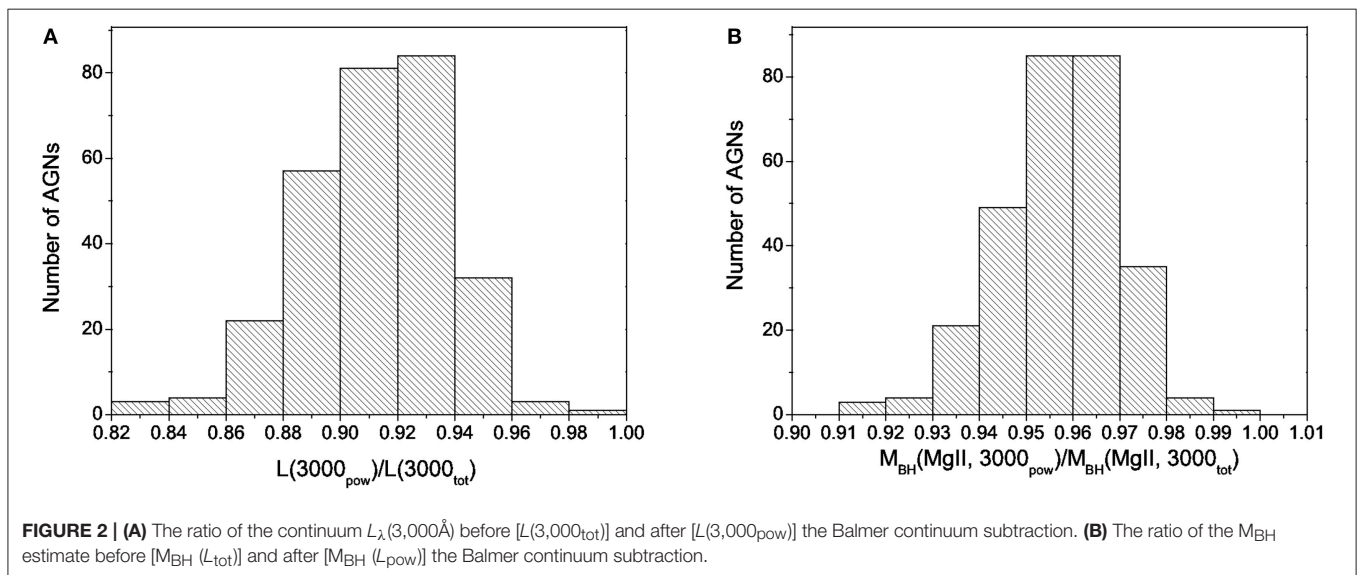 A
Number of AGNs
80
60
40
20
0
0.82 0.84 0.86 0.88 0.90 0.92 0.94 0.96 0.98 1.00
L(3000pow)/L(3000tot)
B
Number of AGNs
80
60
40
20
0
0.90 0.91 0.92 0.93 0.94 0.95 0.96 0.97 0.98 0.99 1.00 1.01
MBH(MgII, 3000pow)/MBH(MgII, 3000tot)
FIGURE 2 | (A) The ratio of the continuum Lλ(3,000Å) before [L(3,000tot)] and after [L(3,000pow)] the Balmer continuum subtraction. (B) The ratio of the MBH
estimate before [MBH (Ltot)] and after [MBH (Lpow)] the Balmer continuum subtraction.